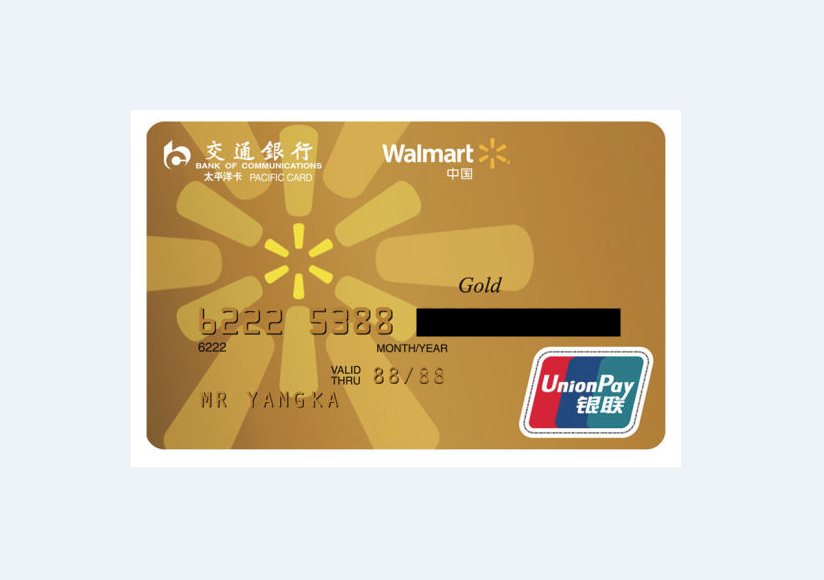 交通銀行
BANK OF COMMUNICATIONS
太平洋卡 PACIFIC CARD
Walmart
中国
Gold
6222 5388
6222
MONTH/YEAR
VALID
THRU 88/88
MR YANGKA
UnionPay
银联